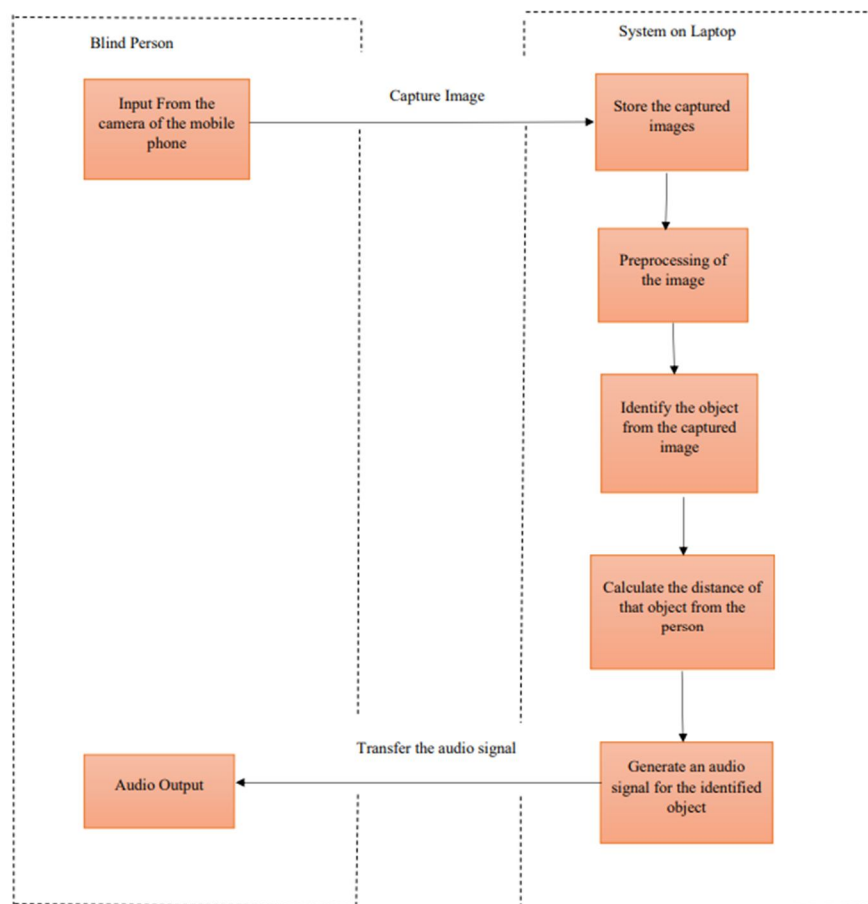 Blind Person
System on Laptop
Input From the
camera of the mobile
phone
Capture Image
Store the captured
images
Preprocessing of
the image
Identify the object
from the captured
image
Calculate the distance of
that object from the
person
Generate an audio
signal for the identified
object
Transfer the audio signal
Audio Output